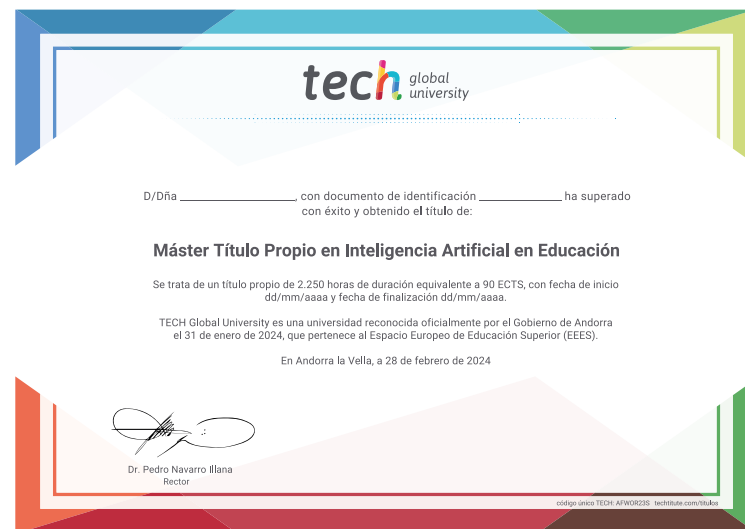 tech global university
D/Dña ____________________, con documento de identificación ______________ ha superado
con éxito y obtenido el título de:
Máster Título Propio en Inteligencia Artificial en Educación
Se trata de un título propio de 2.250 horas de duración equivalente a 90 ECTS, con fecha de inicio
dd/mm/aaaa y fecha de finalización dd/mm/aaaa.
TECH Global University es una universidad reconocida oficialmente por el Gobierno de Andorra
el 31 de enero de 2024, que pertenece al Espacio Europeo de Educación Superior (EEES).
En Andorra la Vella, a 28 de febrero de 2024
Dr. Pedro Navarro Illana
Rector
código único TECH: AFWOR23S techtitute.com/titulos